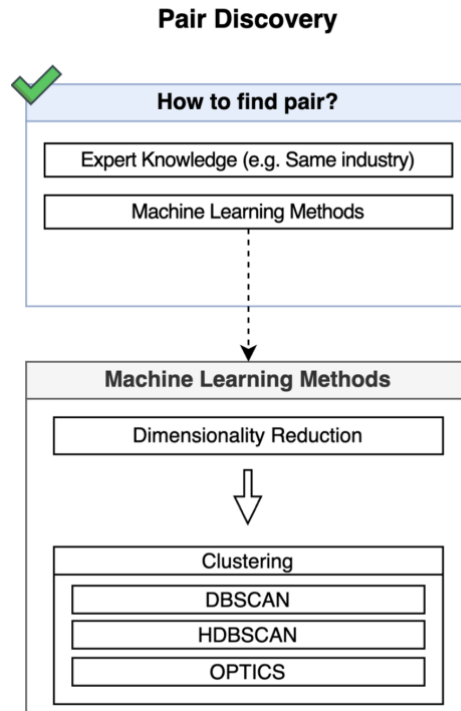 Pair Discovery
How to find pair?
Expert Knowledge (e.g. Same industry)
Machine Learning Methods
Machine Learning Methods
Dimensionality Reduction
Clustering
DBSCAN
HDBSCAN
OPTICS